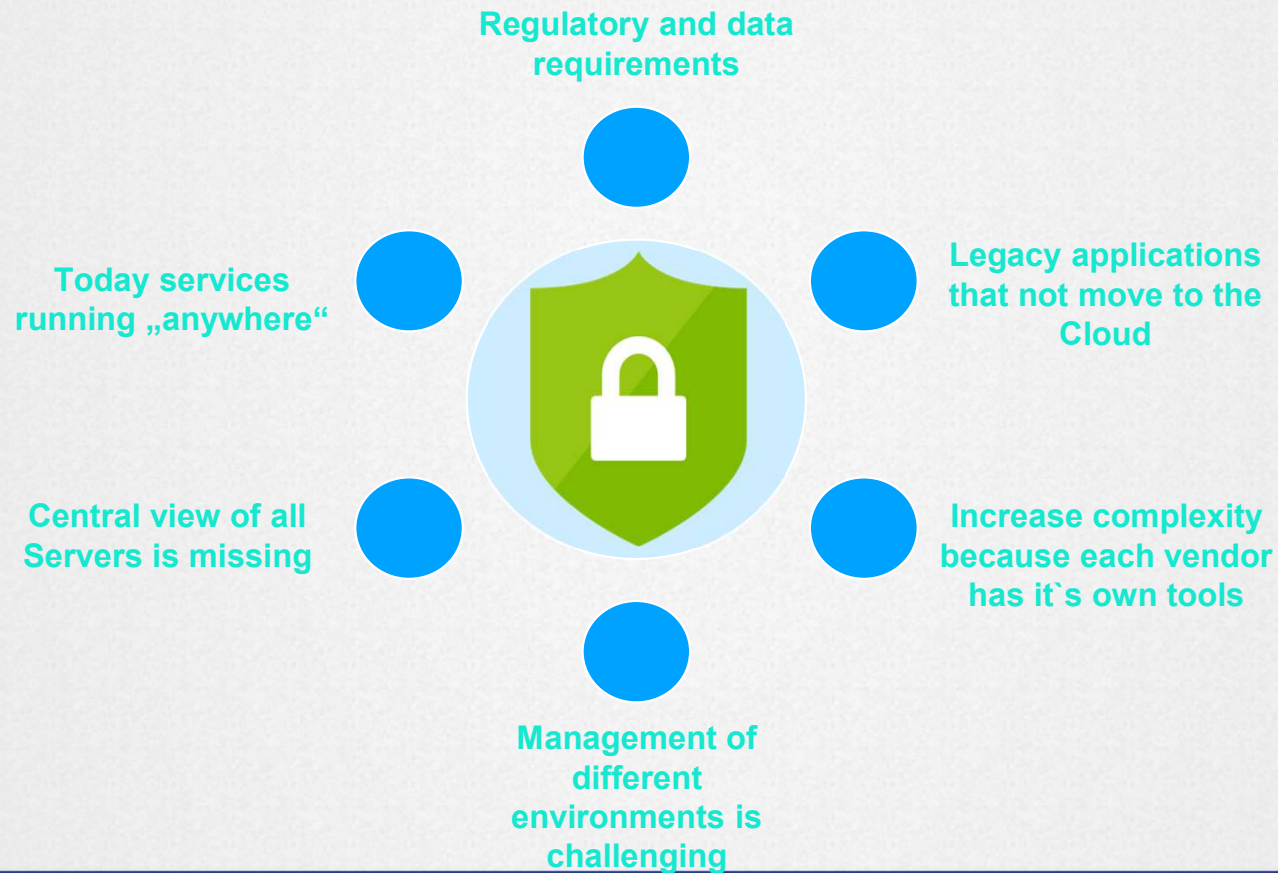 Regulatory and data
requirements
Legacy applications
that not move to the
Cloud
Increase complexity
because each vendor
has it`s own tools
Management of
different
environments is
challenging
Central view of all
Servers is missing
Today services
running „anywhere“